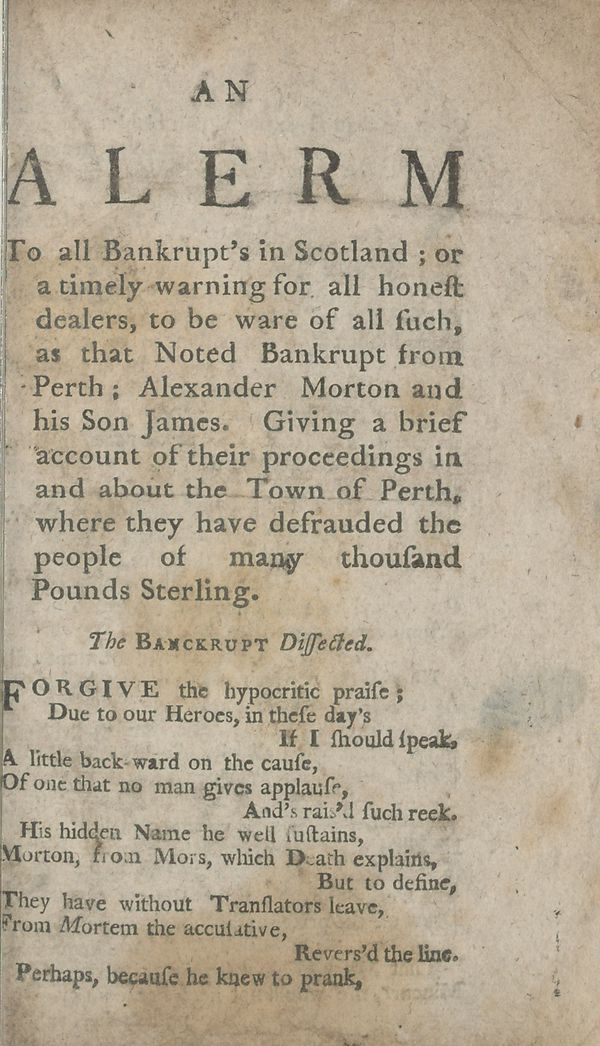 AN
ALERM
To all Bankrupt's in Scotland ; or
a timely warning for all honeſt
dealers, to be ware of all ſuch,
as that Noted Bankrupt from
Perth ; Alexander Morton and
his Son James. Giving a brief
account of their proceedings in
and about the Town of Perth,
where they have defrauded the
people of many thouſand
Pounds Sterling.
The BANCKRUPT Diſſected.
FORGIVE the hypocritic praiſe ;
Due to our Heroes, in theſe day's
If I ſhould ſpeak,
A little back-ward on the cauſe,
Of one that no man gives applauſe,
And's rais'd ſuch reek.
His hidden Name he well ſuſtains,
Morton, from Mors, which Death explains,
But to define,
They have without Tranſlators leave,
From Mortem the accuſative,
Revers'd the line.
Perhaps, becauſe he knew to prank,